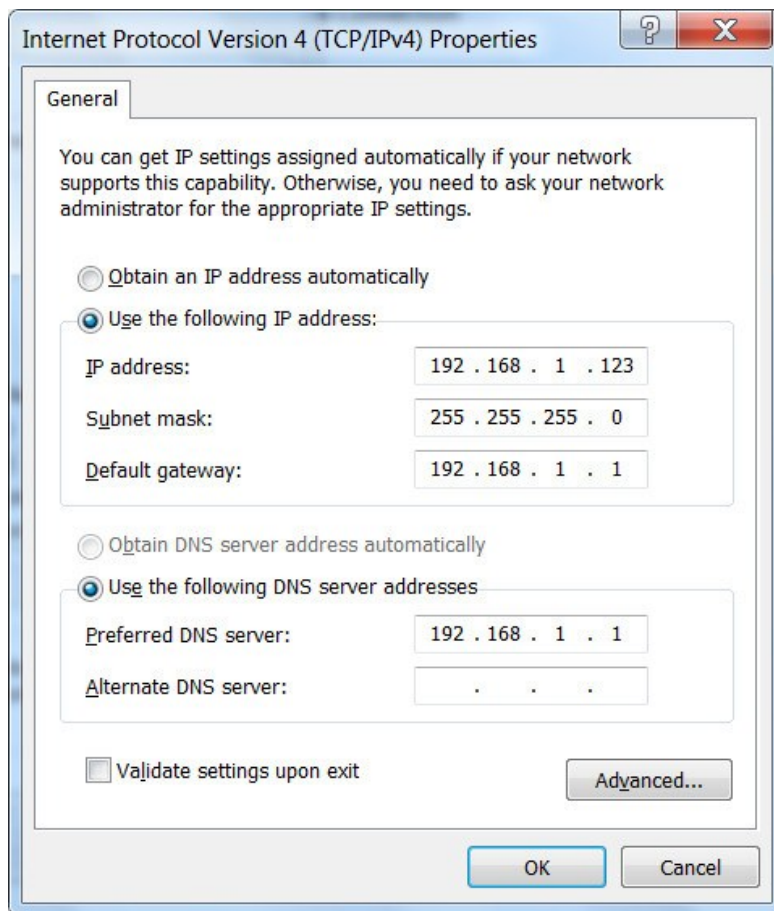 Internet Protocol Version 4 (TCP/IPv4) Properties
General
You can get IP settings assigned automatically if your network
supports this capability. Otherwise, you need to ask your network
administrator for the appropriate IP settings.
Obtain an IP address automatically
Use the following IP address:
IP address: 192 . 168 . 1 . 123
Subnet mask: 255 . 255 . 255 . 0
Default gateway: 192 . 168 . 1 . 1
Obtain DNS server address automatically
Use the following DNS server addresses
Preferred DNS server: 192 . 168 . 1 . 1
Alternate DNS server: . . .
Validate settings upon exit
Advanced...
OK Cancel